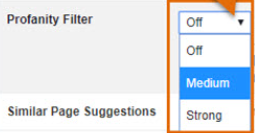 Profanity Filter
Off
Off
Medium
Similar Page Suggestions
Strong